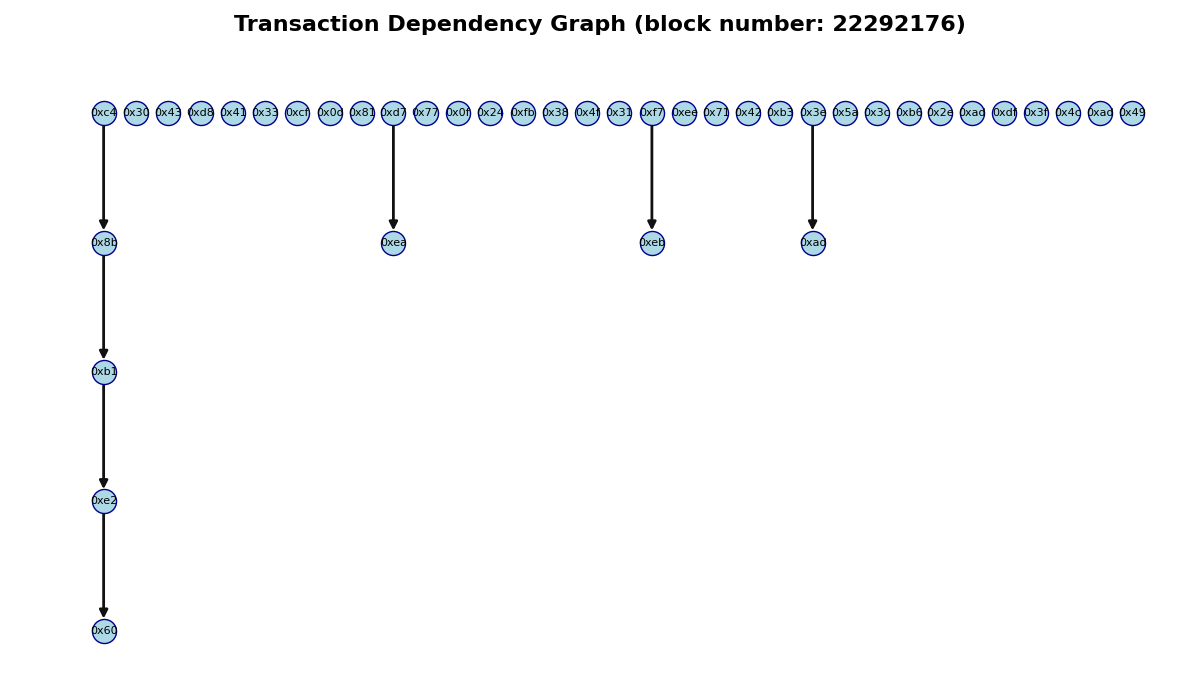 Transaction Dependency Graph (block number: 22292176)
0xc4 0x30 0x43 0xd8 0x41 0x33 0xcf 0x0d 0x81 0xd7 0x77 0x0f 0x24 0xfb 0x38 0x4f 0x31 0xf7 0xee 0x71 0x42 0xb3 0x3e 0x5a 0x3c 0xb6 0x2e 0xad 0xdf 0x3f 0x4c 0xad 0x49
0x8b 0xea 0xeb 0xad
0xb1
0xe2
0x60